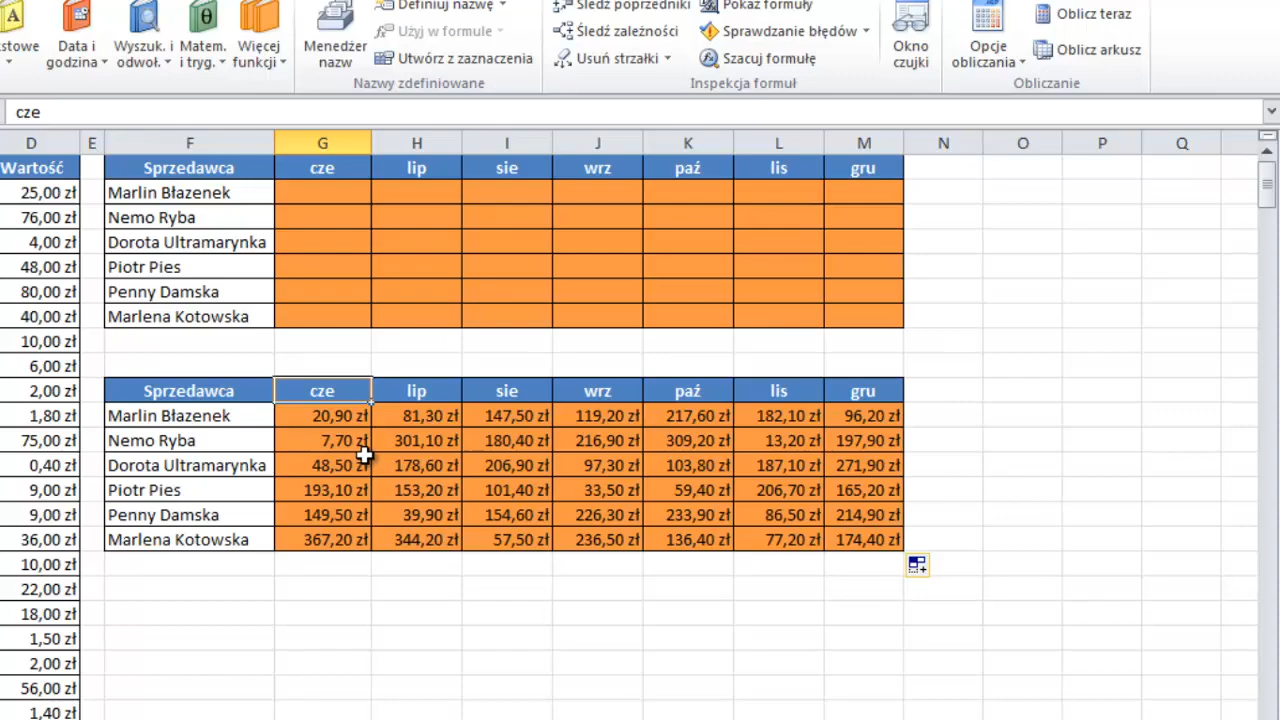 Definiuj nazwę
Śledź poprzedniki
Pokaż formuły
stowe
Data i
godzina
Wyszuk. i
odwoł.
Matem.
i tryg.
Więcej
funkcji
Menedżer
nazw
Użyj w formule
Utwórz z zaznaczenia
Śledź zależności
Usuń strzałki
Sprawdzanie błędów
Szacuj formułę
Okno
czujki
Opcje
obliczania
Oblicz teraz
Oblicz arkusz
Nazwy zdefiniowane
Inspekcja formuł
Obliczanie
cze
D E F G H I J K L M N O P Q
Wartość Sprzedawca cze lip sie wrz paź lis gru
25,00 zł Marlin Błazenek
76,00 zł Nemo Ryba
4,00 zł Dorota Ultramarynka
48,00 zł Piotr Pies
80,00 zł Penny Damska
40,00 zł Marlena Kotowska
10,00 zł
6,00 zł
2,00 zł Sprzedawca cze lip sie wrz paź lis gru
1,80 zł Marlin Błazenek 20,90 zł 81,30 zł 147,50 zł 119,20 zł 217,60 zł 182,10 zł 96,20 zł
75,00 zł Nemo Ryba 7,70 zł 301,10 zł 180,40 zł 216,90 zł 309,20 zł 13,20 zł 197,90 zł
0,40 zł Dorota Ultramarynka 48,50 zł 178,60 zł 206,90 zł 97,30 zł 103,80 zł 187,10 zł 271,90 zł
9,00 zł Piotr Pies 193,10 zł 153,20 zł 101,40 zł 33,50 zł 59,40 zł 206,70 zł 165,20 zł
9,00 zł Penny Damska 149,50 zł 39,90 zł 154,60 zł 226,30 zł 233,90 zł 86,50 zł 214,90 zł
36,00 zł Marlena Kotowska 367,20 zł 344,20 zł 57,50 zł 236,50 zł 136,40 zł 77,20 zł 174,40 zł
10,00 zł
22,00 zł
18,00 zł
1,50 zł
2,00 zł
56,00 zł
1,40 zł